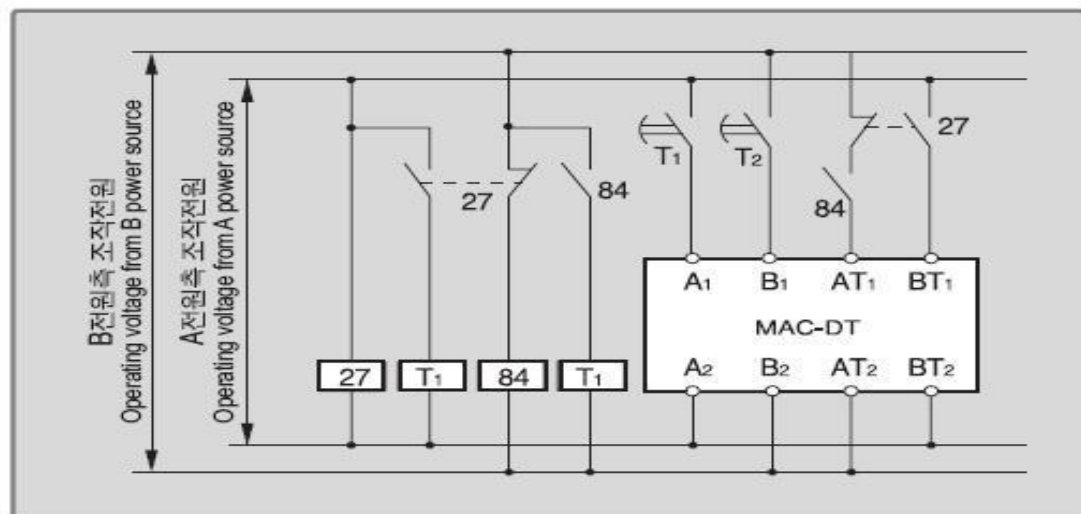 B전원측 조작전원
Operating voltage from B power source
A전원측 조작전원
Operating voltage from A power source
27
84
T1
T2
84
27
A1 B1 AT1 BT1
MAC-DT
A2 B2 AT2 BT2
27 T1 84 T1